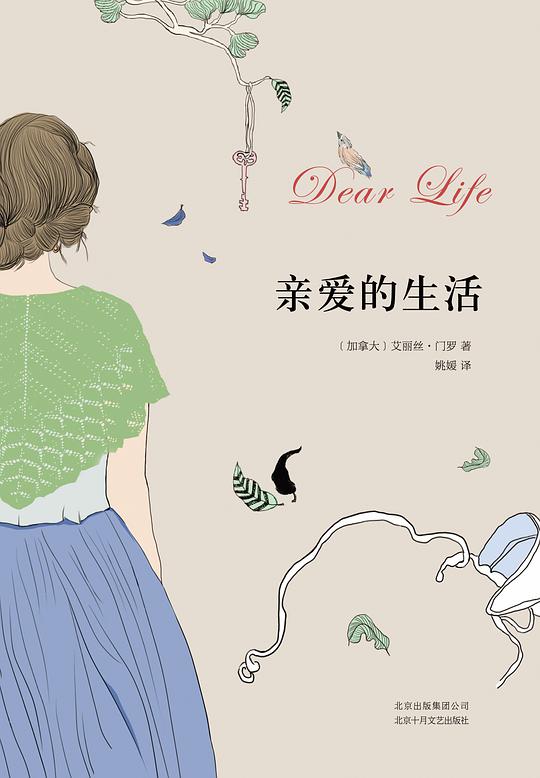 Dear Life
亲爱的生活
〔加拿大〕艾丽丝·门罗 著
姚媛 译
北京出版集团公司
北京十月文艺出版社